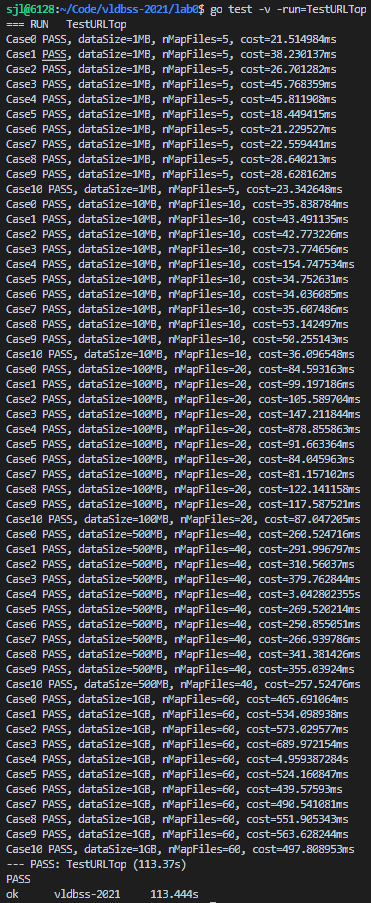 sjl@6128:~/Code/vldbss-2021/lab0$ go test -v -run=TestURLTop
=== RUN   TestURLTop
Case0 PASS, dataSize=1MB, nMapFiles=5, cost=21.514984ms
Case1 PASS, dataSize=1MB, nMapFiles=5, cost=38.230137ms
Case2 PASS, dataSize=1MB, nMapFiles=5, cost=26.701282ms
Case3 PASS, dataSize=1MB, nMapFiles=5, cost=45.768359ms
Case4 PASS, dataSize=1MB, nMapFiles=5, cost=45.811908ms
Case5 PASS, dataSize=1MB, nMapFiles=5, cost=18.449415ms
Case6 PASS, dataSize=1MB, nMapFiles=5, cost=21.229527ms
Case7 PASS, dataSize=1MB, nMapFiles=5, cost=22.559441ms
Case8 PASS, dataSize=1MB, nMapFiles=5, cost=28.640213ms
Case9 PASS, dataSize=1MB, nMapFiles=5, cost=28.628162ms
Case10 PASS, dataSize=1MB, nMapFiles=5, cost=23.342648ms
Case0 PASS, dataSize=10MB, nMapFiles=10, cost=35.838784ms
Case1 PASS, dataSize=10MB, nMapFiles=10, cost=43.491135ms
Case2 PASS, dataSize=10MB, nMapFiles=10, cost=42.773226ms
Case3 PASS, dataSize=10MB, nMapFiles=10, cost=73.774656ms
Case4 PASS, dataSize=10MB, nMapFiles=10, cost=154.747534ms
Case5 PASS, dataSize=10MB, nMapFiles=10, cost=34.752631ms
Case6 PASS, dataSize=10MB, nMapFiles=10, cost=34.036085ms
Case7 PASS, dataSize=10MB, nMapFiles=10, cost=35.607486ms
Case8 PASS, dataSize=10MB, nMapFiles=10, cost=53.142497ms
Case9 PASS, dataSize=10MB, nMapFiles=10, cost=50.255143ms
Case10 PASS, dataSize=10MB, nMapFiles=10, cost=36.096548ms
Case0 PASS, dataSize=100MB, nMapFiles=20, cost=84.593163ms
Case1 PASS, dataSize=100MB, nMapFiles=20, cost=99.197186ms
Case2 PASS, dataSize=100MB, nMapFiles=20, cost=105.589704ms
Case3 PASS, dataSize=100MB, nMapFiles=20, cost=147.211844ms
Case4 PASS, dataSize=100MB, nMapFiles=20, cost=878.855863ms
Case5 PASS, dataSize=100MB, nMapFiles=20, cost=91.663364ms
Case6 PASS, dataSize=100MB, nMapFiles=20, cost=84.045963ms
Case7 PASS, dataSize=100MB, nMapFiles=20, cost=81.157102ms
Case8 PASS, dataSize=100MB, nMapFiles=20, cost=122.141158ms
Case9 PASS, dataSize=100MB, nMapFiles=20, cost=117.587521ms
Case10 PASS, dataSize=100MB, nMapFiles=20, cost=87.047205ms
Case0 PASS, dataSize=500MB, nMapFiles=40, cost=260.524716ms
Case1 PASS, dataSize=500MB, nMapFiles=40, cost=291.996797ms
Case2 PASS, dataSize=500MB, nMapFiles=40, cost=310.56037ms
Case3 PASS, dataSize=500MB, nMapFiles=40, cost=379.762844ms
Case4 PASS, dataSize=500MB, nMapFiles=40, cost=3.042802355s
Case5 PASS, dataSize=500MB, nMapFiles=40, cost=269.520214ms
Case6 PASS, dataSize=500MB, nMapFiles=40, cost=250.855051ms
Case7 PASS, dataSize=500MB, nMapFiles=40, cost=266.939786ms
Case8 PASS, dataSize=500MB, nMapFiles=40, cost=341.381426ms
Case9 PASS, dataSize=500MB, nMapFiles=40, cost=355.03924ms
Case10 PASS, dataSize=500MB, nMapFiles=40, cost=257.52476ms
Case0 PASS, dataSize=1GB, nMapFiles=60, cost=465.691064ms
Case1 PASS, dataSize=1GB, nMapFiles=60, cost=534.098938ms
Case2 PASS, dataSize=1GB, nMapFiles=60, cost=573.029577ms
Case3 PASS, dataSize=1GB, nMapFiles=60, cost=689.972154ms
Case4 PASS, dataSize=1GB, nMapFiles=60, cost=4.959387284s
Case5 PASS, dataSize=1GB, nMapFiles=60, cost=524.160847ms
Case6 PASS, dataSize=1GB, nMapFiles=60, cost=439.57593ms
Case7 PASS, dataSize=1GB, nMapFiles=60, cost=490.541081ms
Case8 PASS, dataSize=1GB, nMapFiles=60, cost=551.905343ms
Case9 PASS, dataSize=1GB, nMapFiles=60, cost=563.628244ms
Case10 PASS, dataSize=1GB, nMapFiles=60, cost=497.808953ms
--- PASS: TestURLTop (113.37s)
PASS
ok      vldbss-2021     113.444s